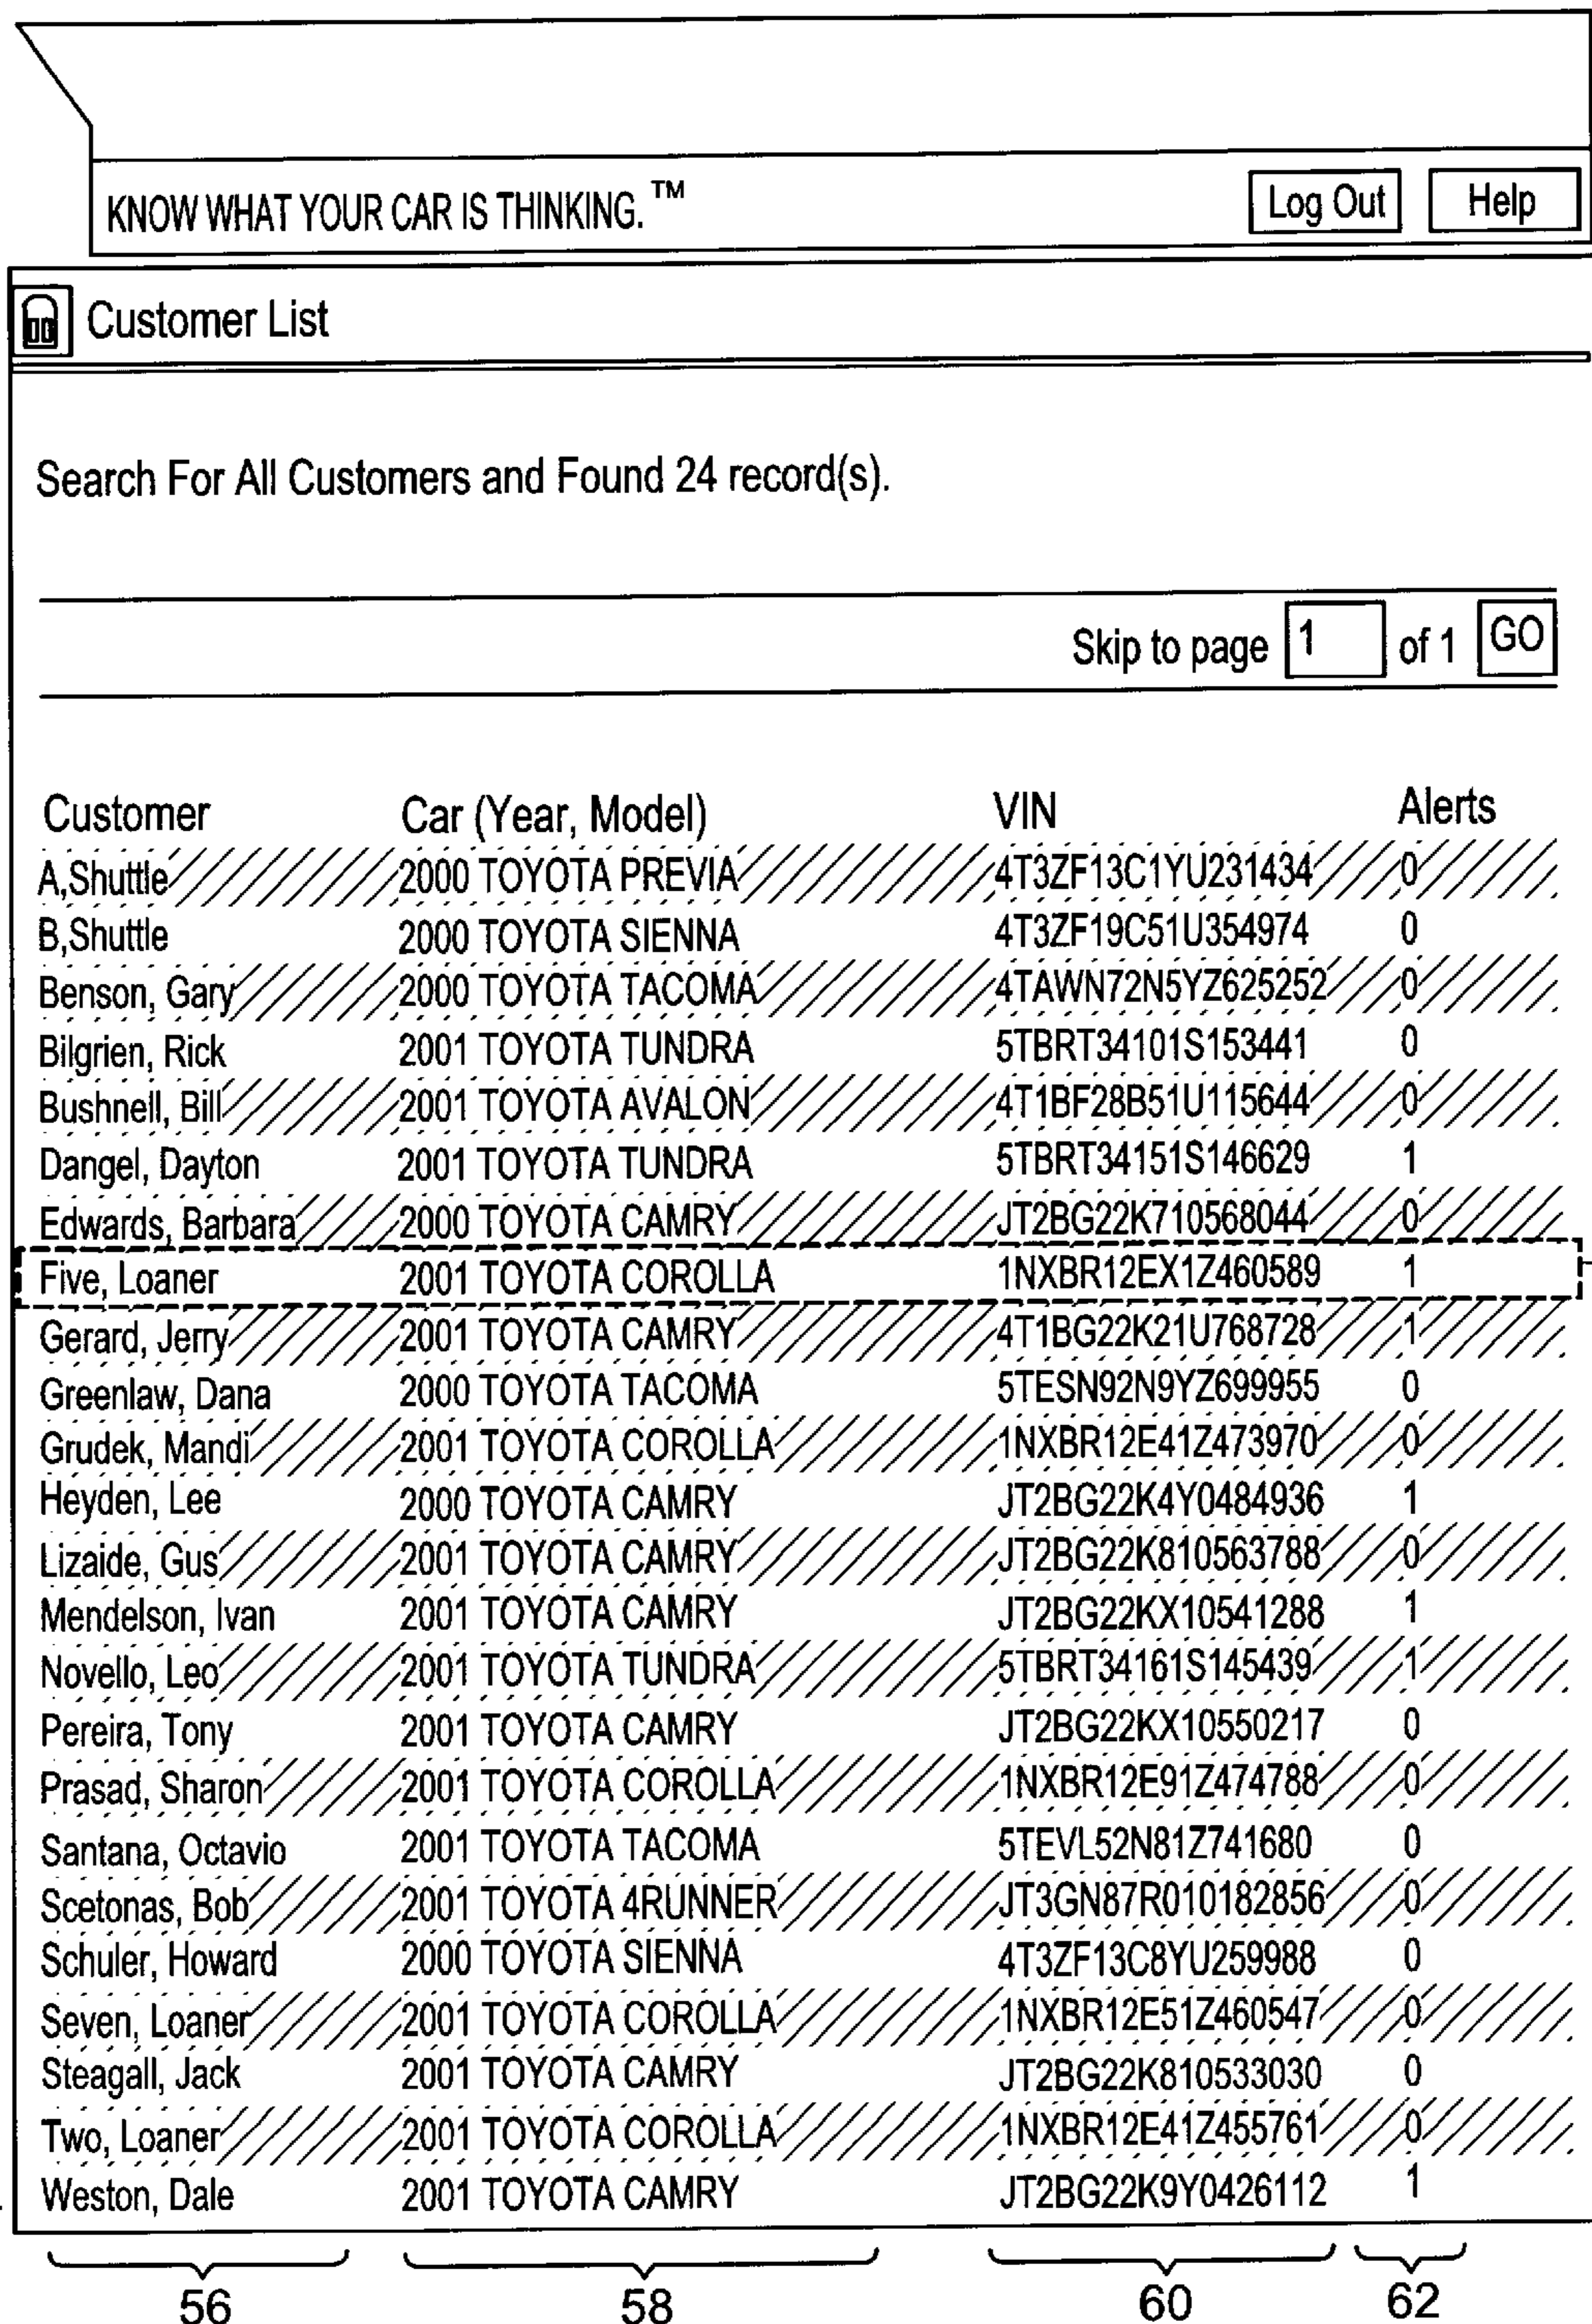 KNOW WHAT YOUR CAR IS THINKING.™ Log Out Help
Customer List
Search For All Customers and Found 24 record(s).
Skip to page 1 of 1 GO
Customer Car (Year, Model) VIN Alerts
A,Shuttle 2000 TOYOTA PREVIA 4T3ZF13C1YU231434 0
B,Shuttle 2000 TOYOTA SIENNA 4T3ZF19C51U354974 0
Benson, Gary 2000 TOYOTA TACOMA 4TAWN72N5YZ625252 0
Bilgrien, Rick 2001 TOYOTA TUNDRA 5TBRT34101S153441 0
Bushnell, Bill 2001 TOYOTA AVALON 4T1BF28B51U115644 0
Dangel, Dayton 2001 TOYOTA TUNDRA 5TBRT34151S146629 1
Edwards, Barbara 2000 TOYOTA CAMRY JT2BG22K710568044 0
Five, Loaner 2001 TOYOTA COROLLA 1NXBR12EX1Z460589 1
Gerard, Jerry 2001 TOYOTA CAMRY 4T1BG22K21U768728 1
Greenlaw, Dana 2000 TOYOTA TACOMA 5TESN92N9YZ699955 0
Grudek, Mandi 2001 TOYOTA COROLLA 1NXBR12E41Z473970 0
Heyden, Lee 2000 TOYOTA CAMRY JT2BG22K4Y0484936 1
Lizaide, Gus 2001 TOYOTA CAMRY JT2BG22K810563788 0
Mendelson, Ivan 2001 TOYOTA CAMRY JT2BG22KX10541288 1
Novello, Leo 2001 TOYOTA TUNDRA 5TBRT34161S145439 1
Pereira, Tony 2001 TOYOTA CAMRY JT2BG22KX10550217 0
Prasad, Sharon 2001 TOYOTA COROLLA 1NXBR12E91Z474788 0
Santana, Octavio 2001 TOYOTA TACOMA 5TEVL52N81Z741680 0
Scetonas, Bob 2001 TOYOTA 4RUNNER JT3GN87R010182856 0
Schuler, Howard 2000 TOYOTA SIENNA 4T3ZF13C8YU259988 0
Seven, Loaner 2001 TOYOTA COROLLA 1NXBR12E51Z460547 0
Steagall, Jack 2001 TOYOTA CAMRY JT2BG22K810533030 0
Two, Loaner 2001 TOYOTA COROLLA 1NXBR12E41Z455761 0
Weston, Dale 2001 TOYOTA CAMRY JT2BG22K9Y0426112 1
56 58 60 62